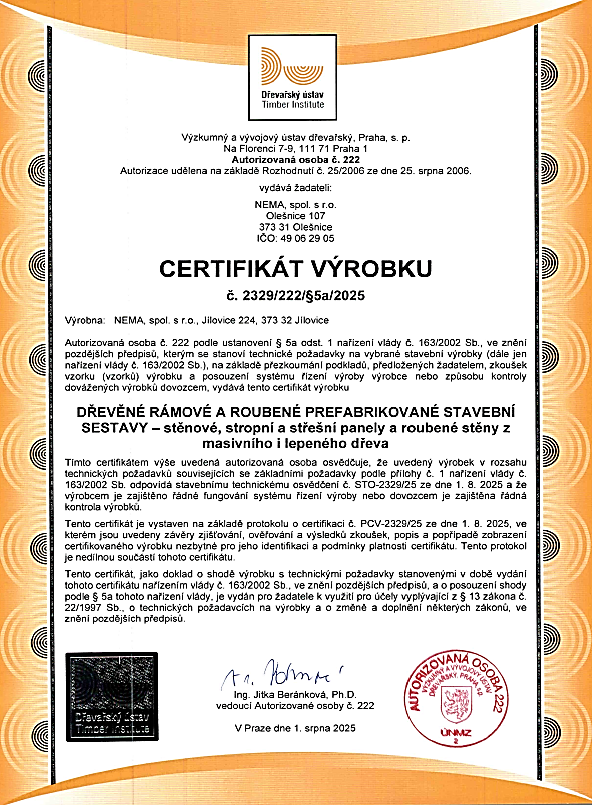 Dřevařský ústav
Timber Institute
Výzkumný a vývojový ústav dřevařský, Praha, s. p.
Na Florenci 7-9, 111 71 Praha 1
Autorizovaná osoba č. 222
Autorizace udělena na základě Rozhodnutí č. 25/2006 ze dne 25. srpna 2006.
vydává žadateli:
NEMA, spol. s r.o.
Olešnice 107
373 31 Olešnice
IČO: 49 06 29 05
CERTIFIKÁT VÝROBKU
č. 2329/222/§5a/2025
Výrobna: NEMA, spol. s r.o., Jílovice 224, 373 32 Jílovice
Autorizovaná osoba č. 222 podle ustanovení § 5a odst. 1 nařízení vlády č. 163/2002 Sb., ve znění
pozdějších předpisů, kterým se stanoví technické požadavky na vybrané stavební výrobky (dále jen
nařízení vlády č. 163/2002 Sb.), na základě přezkoumání podkladů, předložených žadatelem, zkoušek
vzorku (vzorků) výrobku a posouzení systému řízení výroby výrobce nebo způsobu kontroly
dovážených výrobků dovozcem, vydává tento certifikát výrobku
DŘEVĚNÉ RÁMOVÉ A ROUBENÉ PREFABRIKOVANÉ STAVEBNÍ
SESTAVY – stěnové, stropní a střešní panely a roubené stěny z
masivního i lepeného dřeva
Tímto certifikátem výše uvedená autorizovaná osoba osvědčuje, že uvedený výrobek v rozsahu
technických požadavků souvisejících se základními požadavky podle přílohy č. 1 nařízení vlády č.
163/2002 Sb. odpovídá stavebnímu technickému osvědčení č. STO-2329/25 ze dne 1. 8. 2025 a že
výrobcem je zajištěno řádné fungování systému řízení výroby nebo dovozcem je zajištěna řádná
kontrola výrobků.
Tento certifikát je vystaven na základě protokolu o certifikaci č. PCV-2329/25 ze dne 1. 8. 2025, ve
kterém jsou uvedeny závěry zjišťování, ověřování a výsledků zkoušek, popis a popřípadě zobrazení
certifikovaného výrobku nezbytné pro jeho identifikaci a podmínky platnosti certifikátu. Tento protokol
je nedílnou součástí tohoto certifikátu.
Tento certifikát, jako doklad o shodě výrobku s technickými požadavky stanovenými v době vydání
tohoto certifikátu nařízením vlády č. 163/2002 Sb., ve znění pozdějších předpisů, a o posouzení shody
podle § 5a tohoto nařízení vlády, je vydán pro žadatele k využití pro účely vyplývající z § 13 zákona č.
22/1997 Sb., o technických požadavcích na výrobky a o změně a doplnění některých zákonů, ve
znění pozdějších předpisů.
Dřevařský ústav
Timber Institute
Ing. Jitka Beránková, Ph.D.
vedoucí Autorizované osoby č. 222
V Praze dne 1. srpna 2025
AUTORIZOVANÁ OSOBA 222
VÝZKUMNÝ A VÝVOJOVÝ ÚSTAV
DŘEVAŘSKÝ, PRAHA, s.p.
ÚNMZ
2